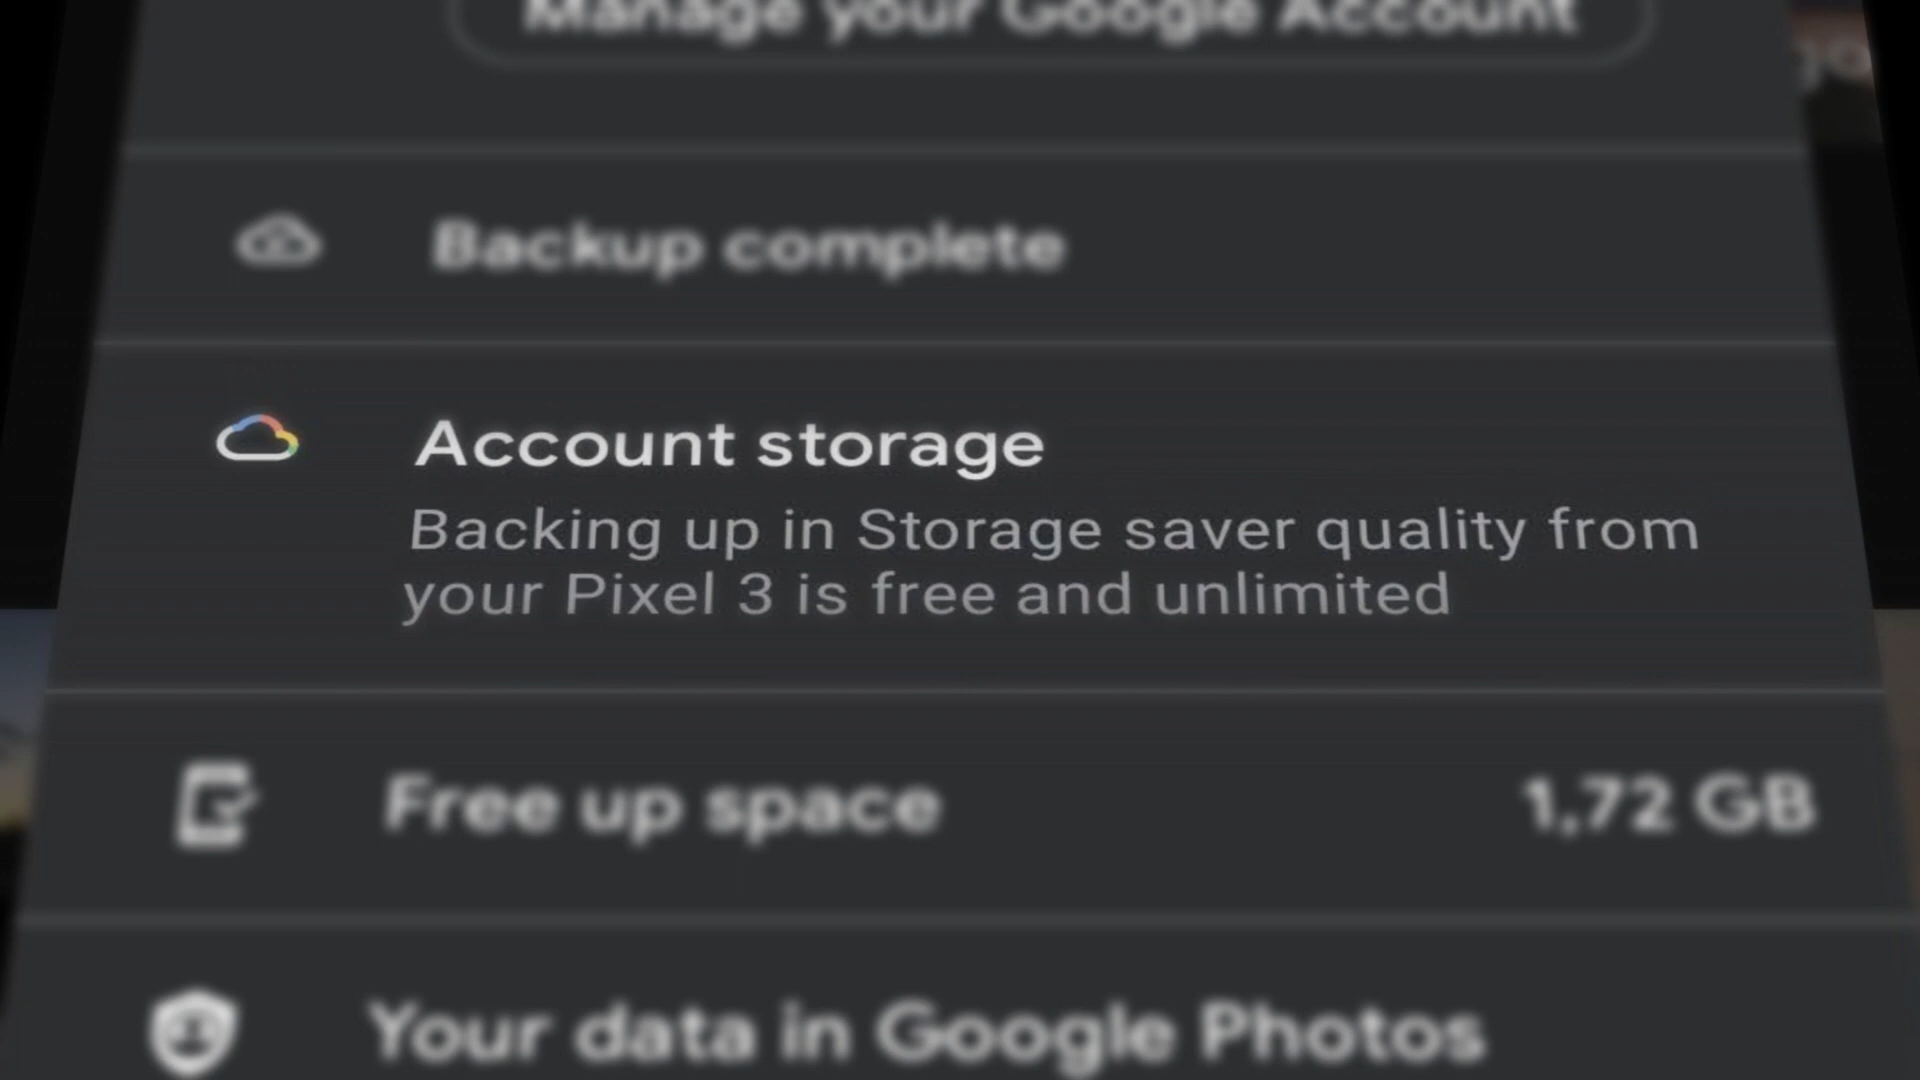 Manage your Google Account
Backup complete
Account storage
Backing up in Storage saver quality from
your Pixel 3 is free and unlimited
Free up space
1,72 GB
Your data in Google Photos